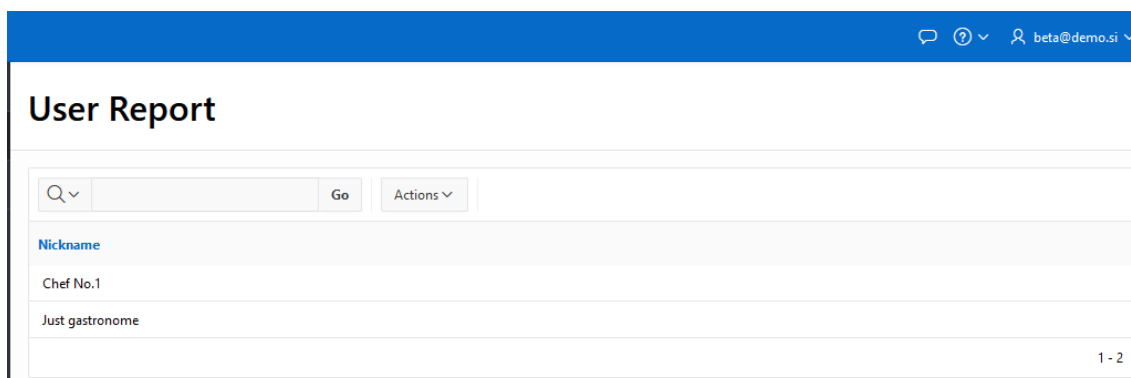 beta@demo.si
User Report
Go
Actions
Nickname
Chef No.1
Just gastronome
1 - 2